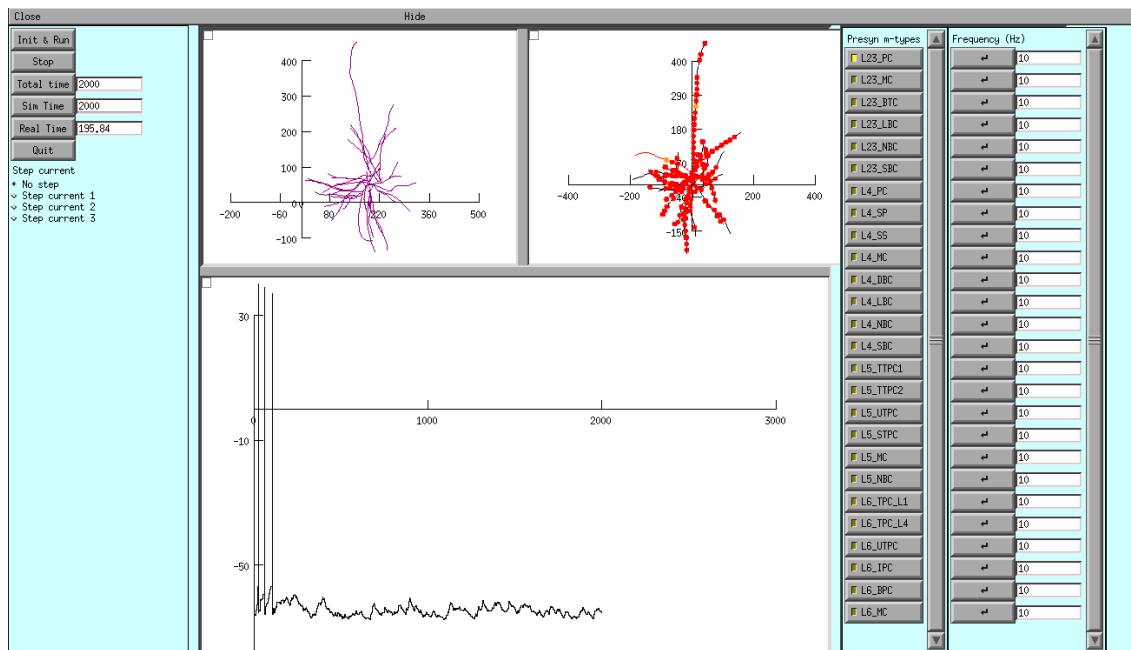 Close Hide
Init & Run
Stop
Total time 2000
Sim Time 2000
Real Time 195.84
Quit
Step current
No step
Step current 1
Step current 2
Step current 3
400
300
200
100
0
-100
-200 -60 80 220 360 500
400
290
180
70
-40
-150
-400 -200 200 400
30
-10
-50
0 1000 2000 3000
Presyn m-types Frequency (Hz)
L23_PC 10
L23_MC 10
L23_BTC 10
L23_LBC 10
L23_NBC 10
L23_SBC 10
L4_PC 10
L4_SP 10
L4_SS 10
L4_MC 10
L4_DBC 10
L4_LBC 10
L4_NBC 10
L4_SBC 10
L5_TTPC1 10
L5_TTPC2 10
L5_UTPC 10
L5_STPC 10
L5_MC 10
L5_NBC 10
L6_TPC_L1 10
L6_TPC_L4 10
L6_UTPC 10
L6_IPC 10
L6_BPC 10
L6_MC 10